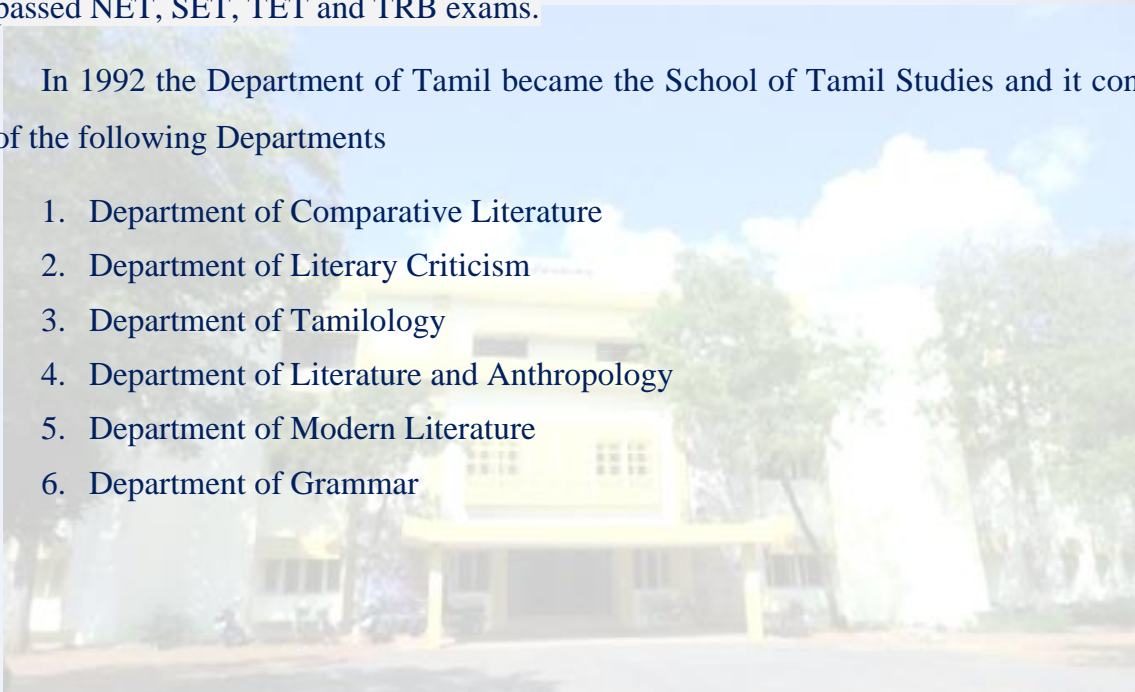 passed NET, SET, TET and TRB exams.
In 1992 the Department of Tamil became the School of Tamil Studies and it con
of the following Departments
1. Department of Comparative Literature
2. Department of Literary Criticism
3. Department of Tamilology
4. Department of Literature and Anthropology
5. Department of Modern Literature
6. Department of Grammar